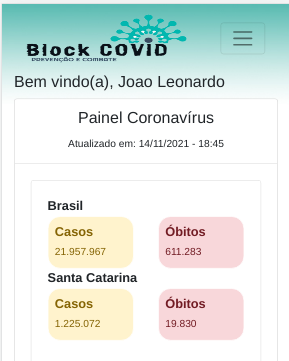 Block COVID
PREVENÇÃO E COMBATE
Bem vindo(a), Joao Leonardo
Painel Coronavírus
Atualizado em: 14/11/2021 - 18:45
Brasil
Casos
21.957.967
Óbitos
611.283
Santa Catarina
Casos
1.225.072
Óbitos
19.830